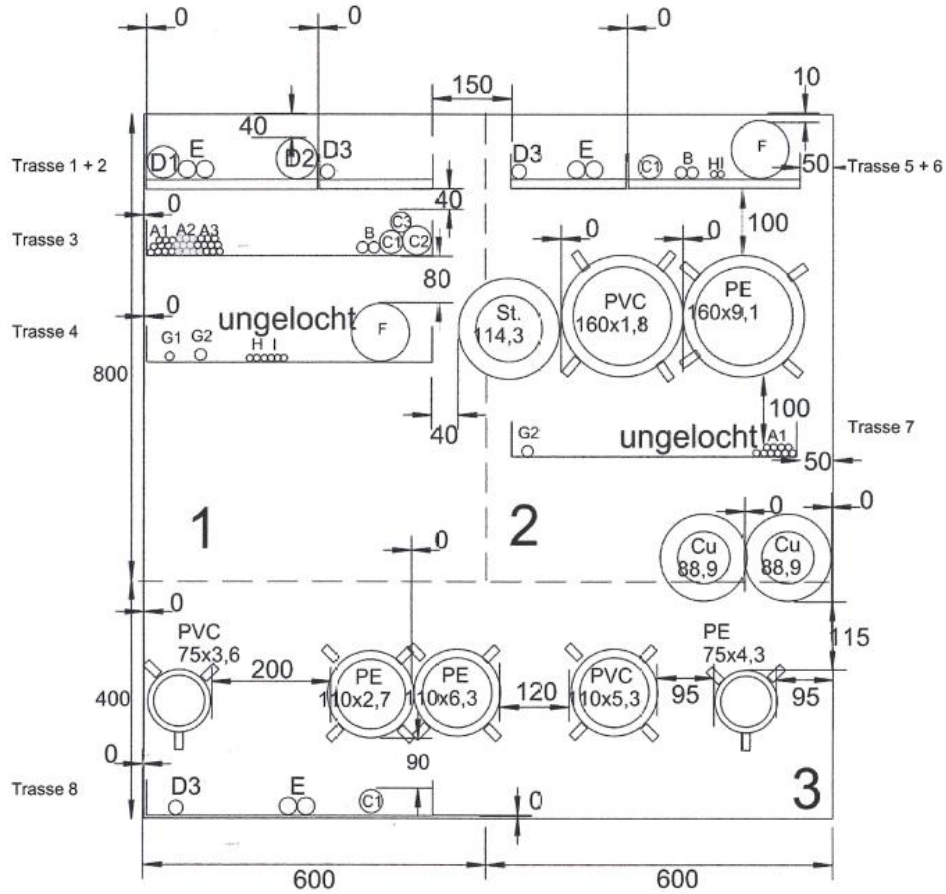 0
0
0
150
10
40
D1
E
D2
D3
D3
E
C1
B
HI
F
50
Trasse 1 + 2
Trasse 5 + 6
0
40
100
A1
A2
A3
B
C3
C1
C2
Trasse 3
0
0
80
0
ungelocht
F
G1
G2
H
I
Trasse 4
St.
114,3
PVC
160x1,8
PE
160x9,1
800
40
100
G2
ungelocht
A1
Trasse 7
50
1
2
0
0
0
Cu
88,9
Cu
88,9
0
115
PVC
75x3,6
200
PE
110x2,7
PE
110x6,3
120
PVC
110x5,3
95
PE
75x4,3
95
400
0
90
Trasse 8
D3
E
C1
0
3
600
600